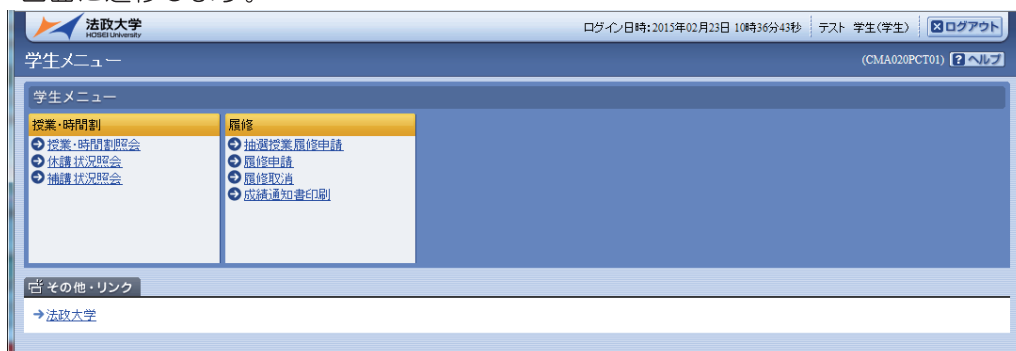 画面に遷移します。
法政大学
HOSEI University
ログイン日時:2015年02月23日 10時36分43秒 テスト 学生(学生) ログアウト
学生メニュー
(CMA020PCT01) ? ヘルプ
学生メニュー
授業・時間割
授業・時間割照会
休講状況照会
補講状況照会
履修
抽選授業履修申請
履修申請
履修取消
成績通知書印刷
その他・リンク
法政大学